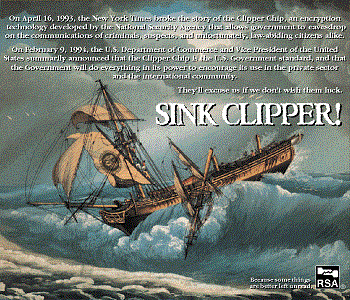 On April 16, 1993, the New York Times broke the story of the Clipper Chip, an encryption
technology developed by the National Security Agency that allows government to eavesdrop
on the communications of criminals, suspects, and unfortunately, law-abiding citizens alike.
On February 9, 1994, the U.S. Department of Commerce and Vice President of the United
States summarily announced that the Clipper Chip is the U.S. Government standard, and that
the Government will do everything in its power to encourage its use in the private sector
and the international community.
They'll excuse us if we don't wish them luck.
SINK CLIPPER!
Because some things
are better left unread.
RSA